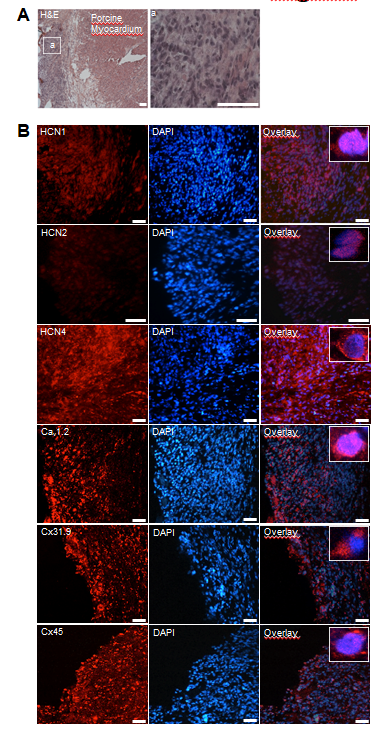 A
H&E
Porcine
Myocardium
a
a
B
HCN1 DAPI Overlay
HCN2 DAPI Overlay
HCN4 DAPI Overlay
Cav1.2 DAPI Overlay
Cx31.9 DAPI Overlay
Cx45 DAPI Overlay